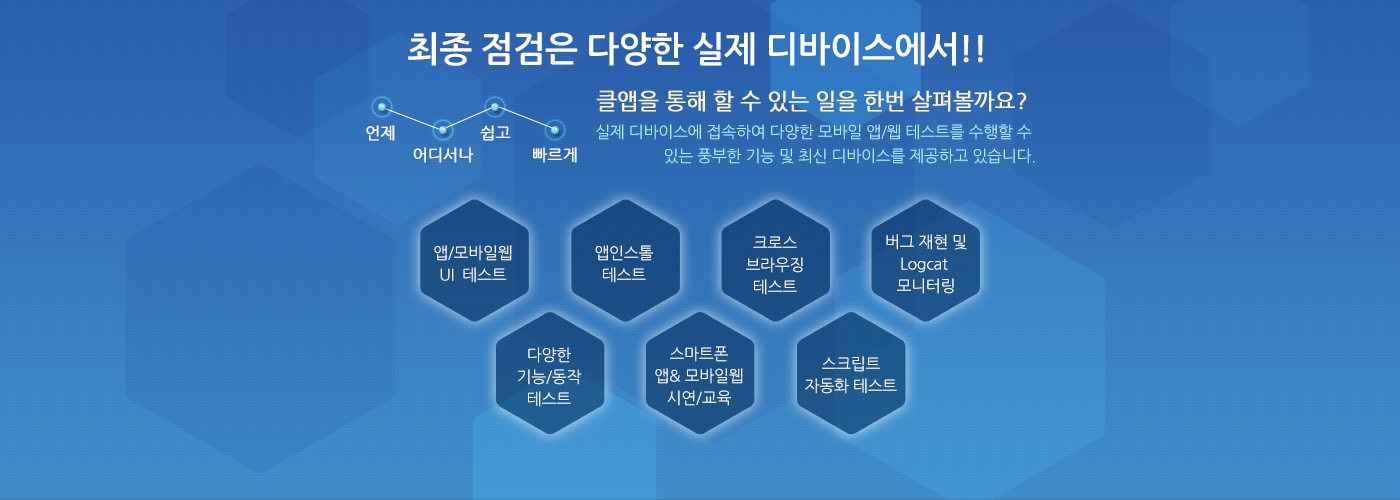 최종 점검은 다양한 실제 디바이스에서!!
언제
어디서나
쉽고
빠르게
클앱을 통해 할 수 있는 일을 한번 살펴볼까요?
실제 디바이스에 접속하여 다양한 모바일 앱/웹 테스트를 수행할 수
있는 풍부한 기능 및 최신 디바이스를 제공하고 있습니다.
앱/모바일웹
UI 테스트
앱인스톨
테스트
크로스
브라우징
테스트
버그 재현 및
Logcat
모니터링
다양한
기능/동작
테스트
스마트폰
앱& 모바일웹
시연/교육
스크립트
자동화 테스트